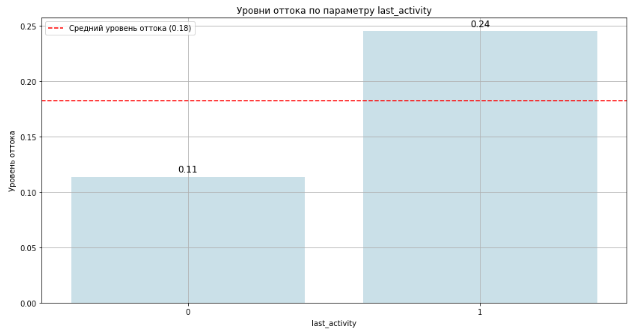 Уровни оттока по параметру last_activity
Средний уровень оттока (0.18)
0.25
0.20
0.15
0.10
0.05
0.00
Уровень оттока
0.11
0.24
0
1
last_activity